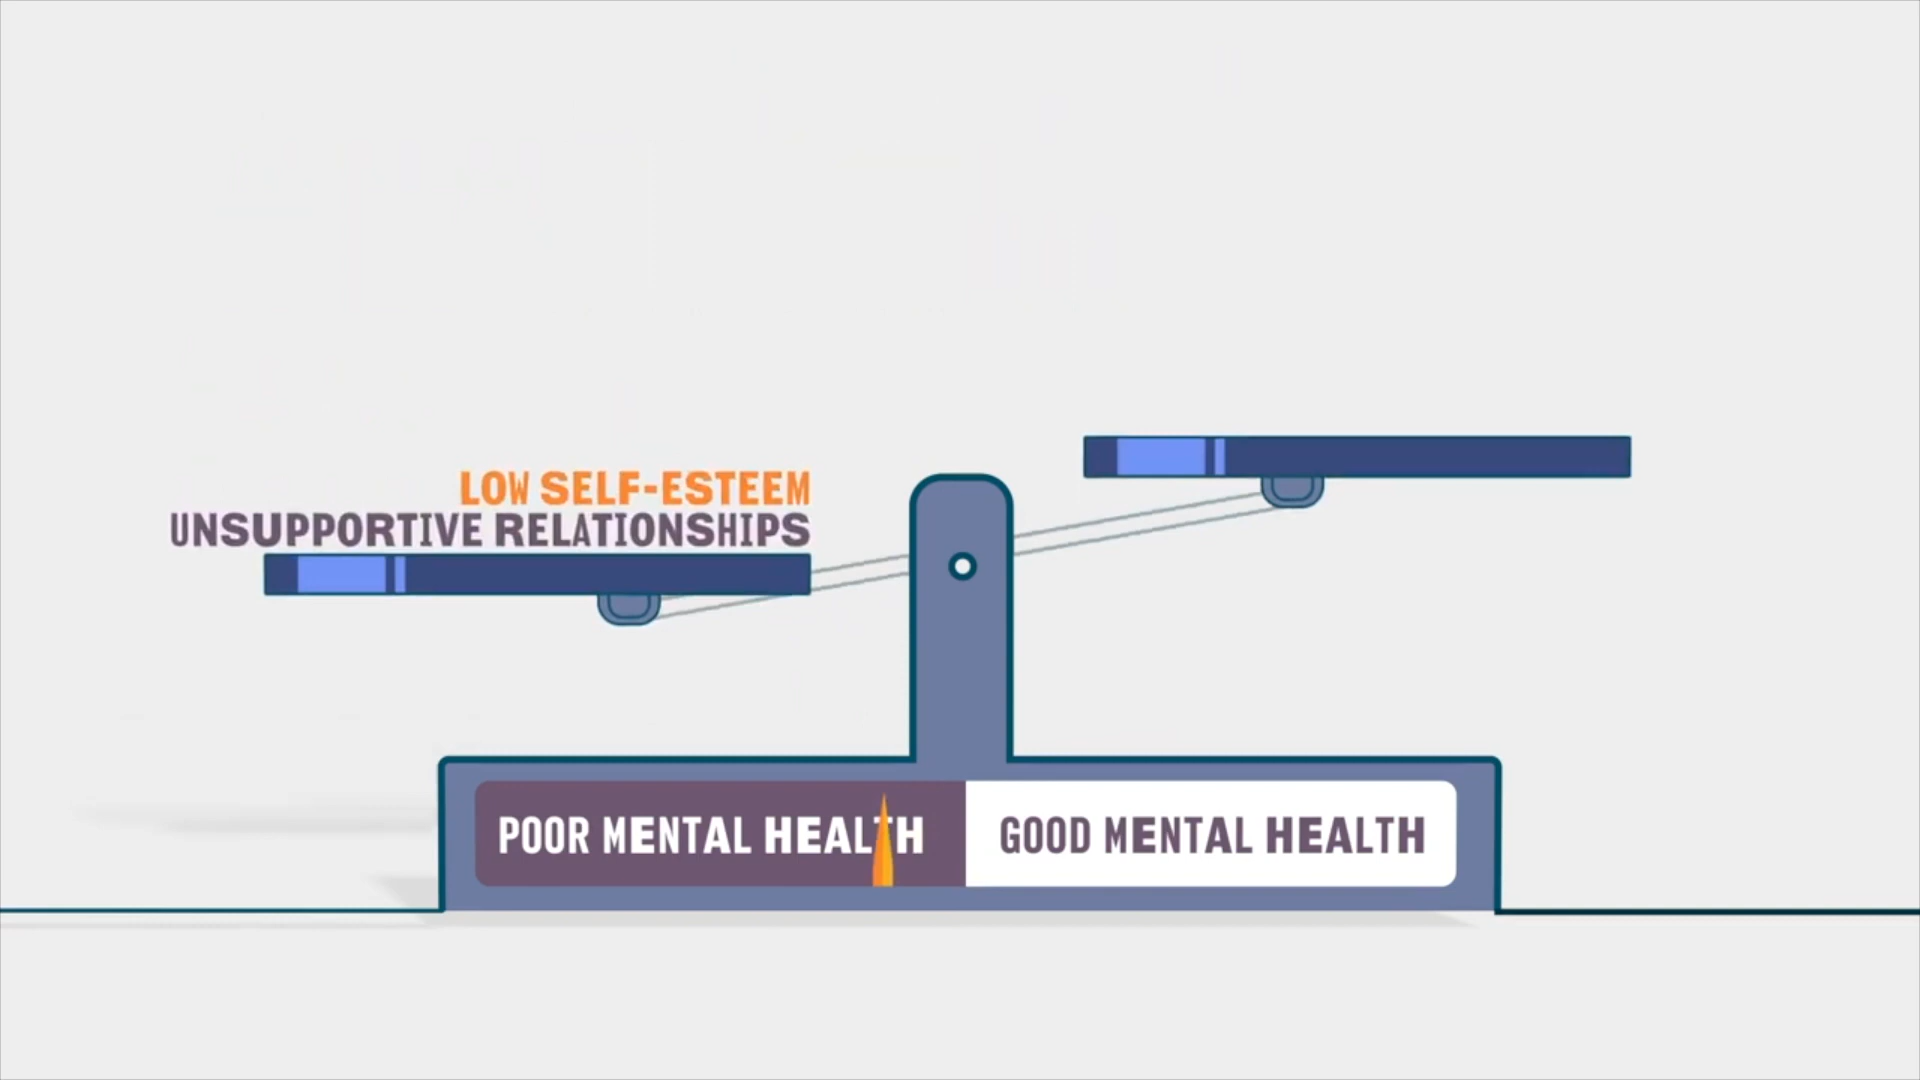 LOW SELF-ESTEEM
UNSUPPORTIVE RELATIONSHIPS
POOR MENTAL HEALTH
GOOD MENTAL HEALTH